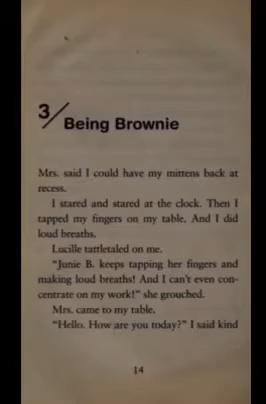 3/
Being Brownie
Mrs. said I could have my mittens back at
recess.
I stared and stared at the clock. Then I
tapped my fingers on my table. And I did
loud breaths.
Lucille tattletaled on me.
"Junie B. keeps tapping her fingers and
making loud breaths! And I can't even con-
centrate on my work!" she grouched.
Mrs. came to my table.
"Hello. How are you today?" I said kind
14